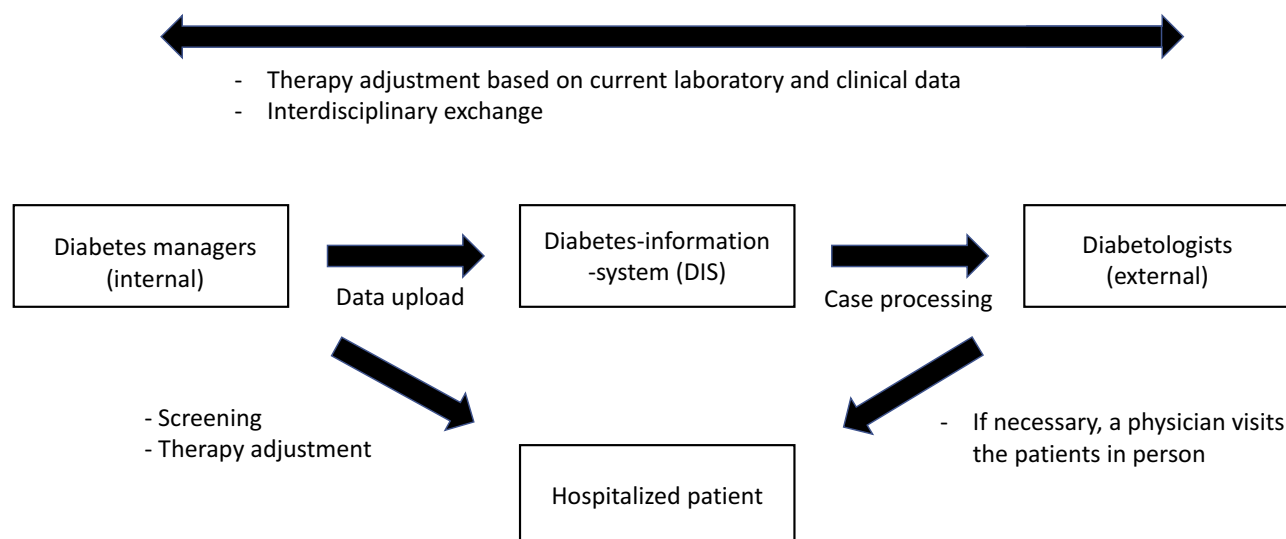 - Therapy adjustment based on current laboratory and clinical data
- Interdisciplinary exchange
Diabetes managers
(internal)
Data upload
Diabetes-information
-system (DIS)
Case processing
Diabetologists
(external)
- Screening
- Therapy adjustment
- If necessary, a physician visits
the patients in person
Hospitalized patient